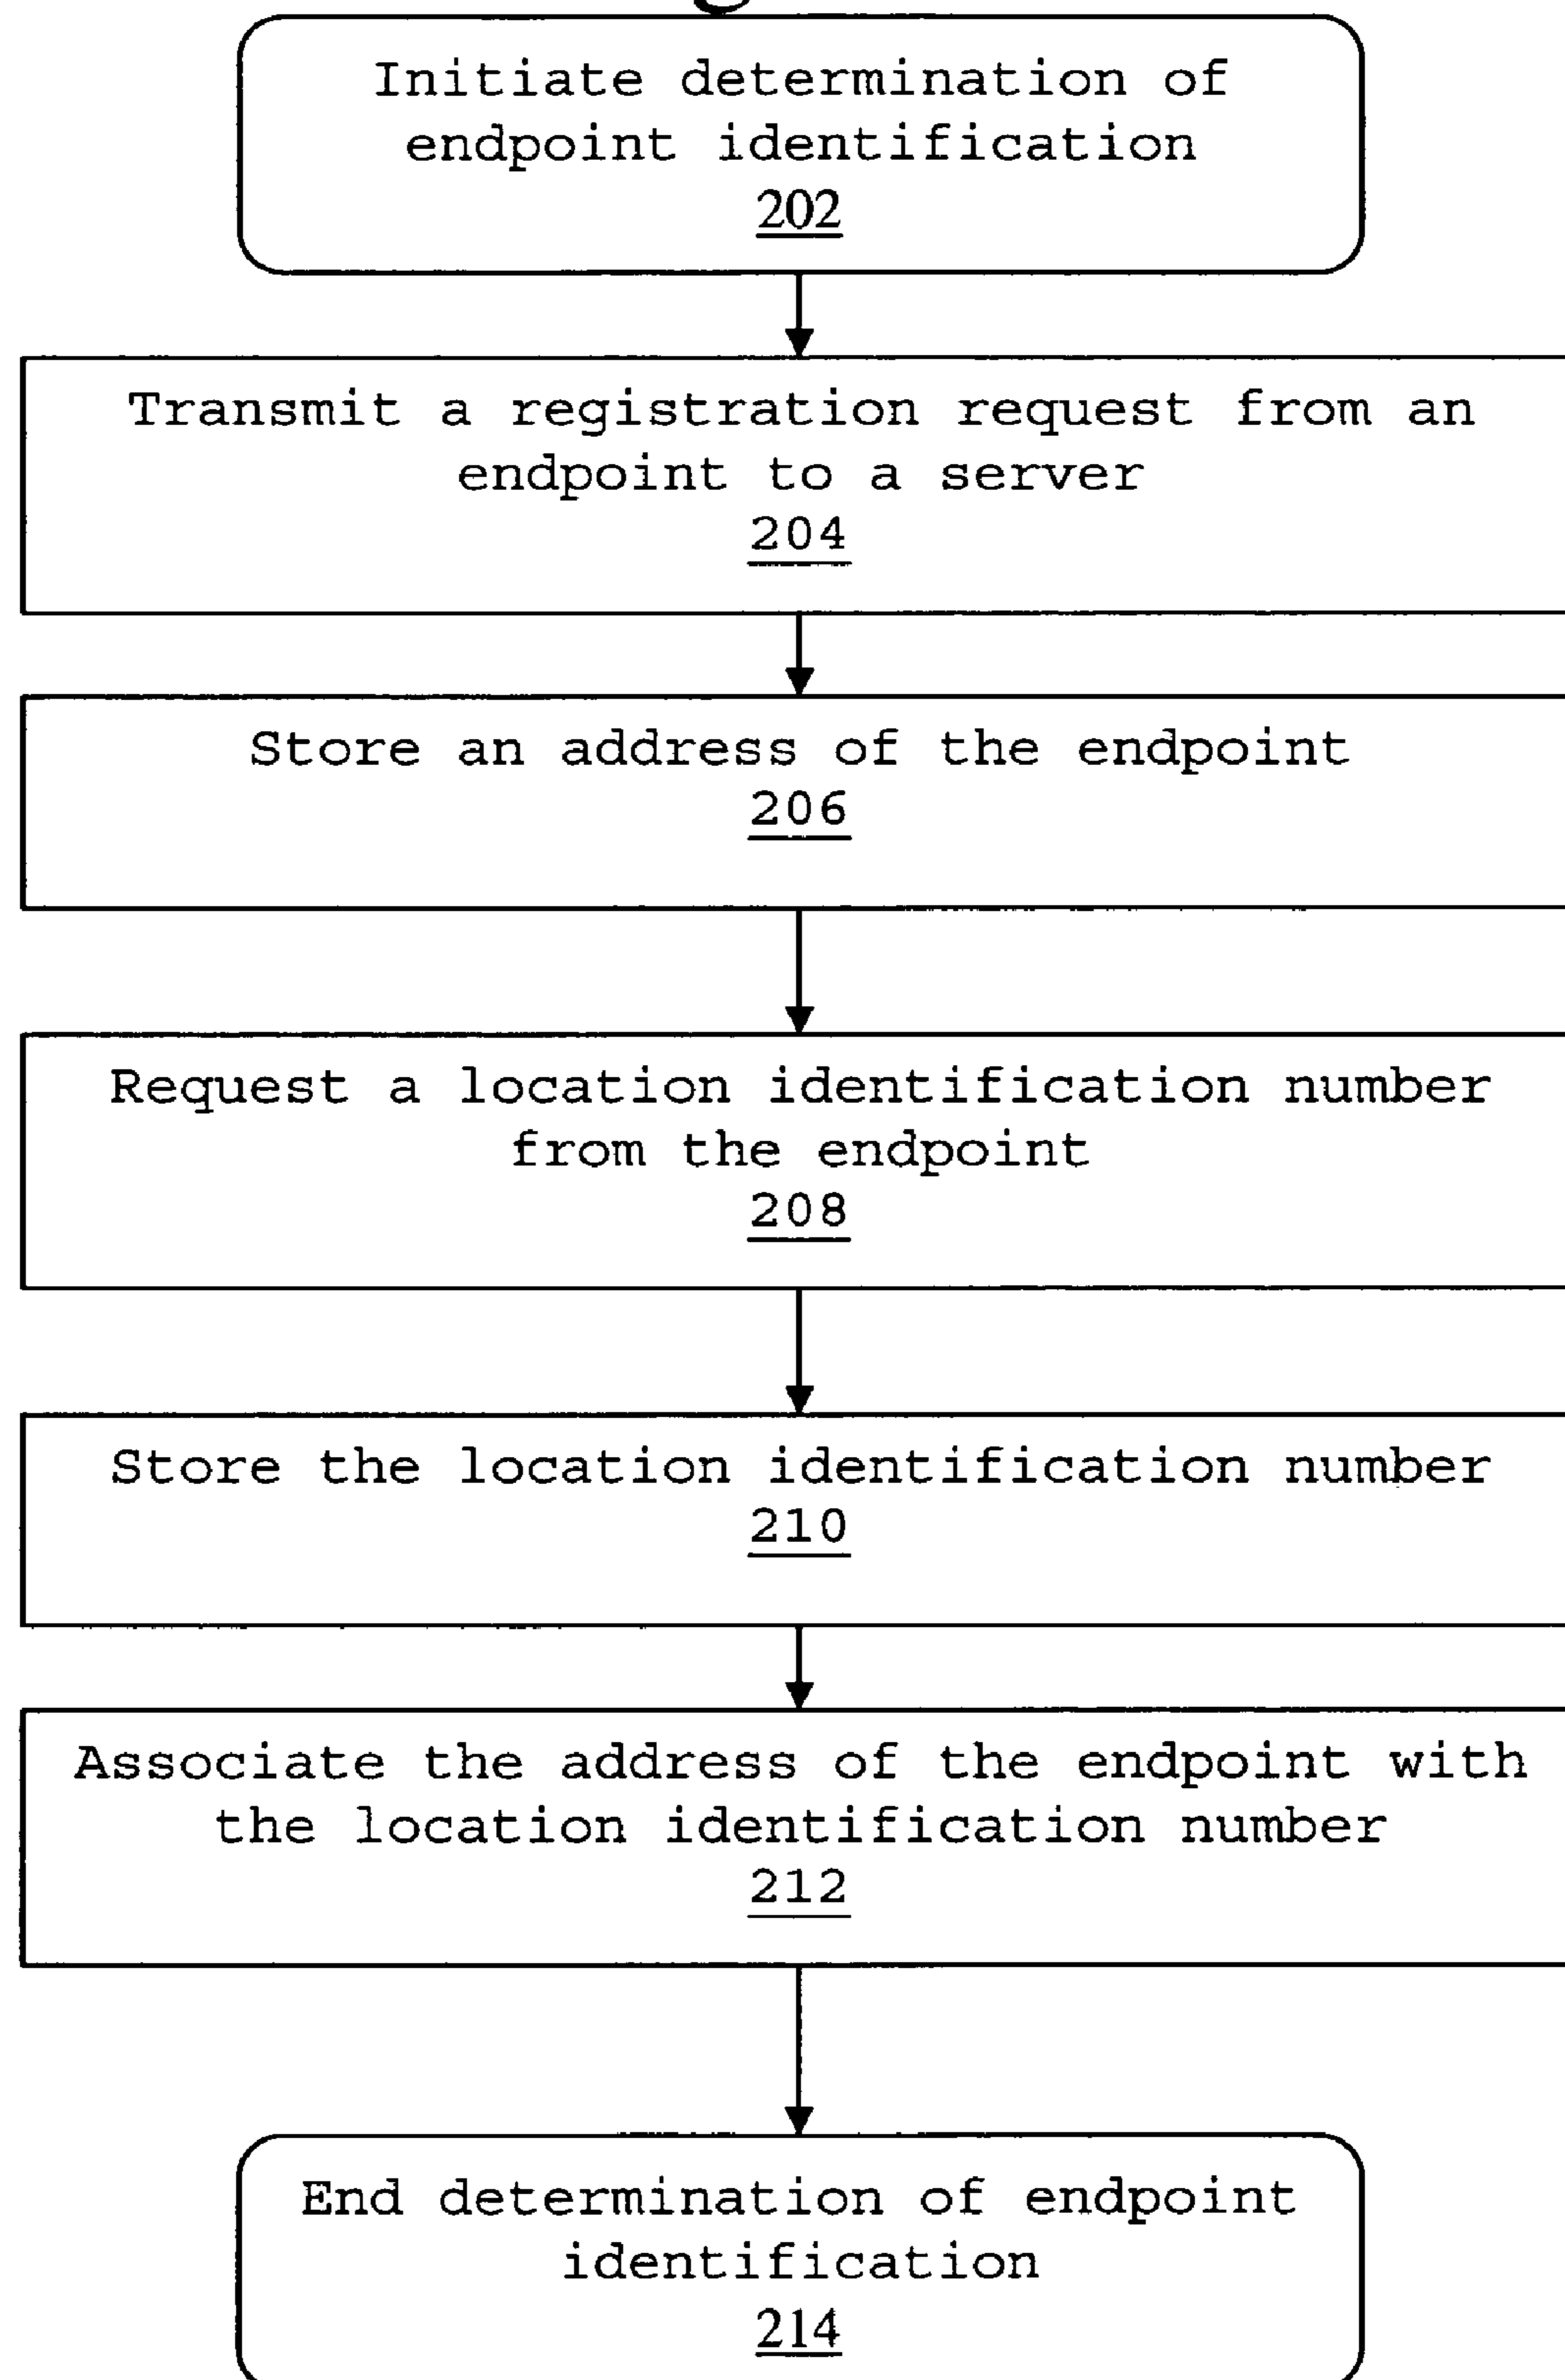 Initiate determination of
endpoint identification
202
Transmit a registration request from an
endpoint to a server
204
Store an address of the endpoint
206
Request a location identification number
from the endpoint
208
Store the location identification number
210
Associate the address of the endpoint with
the location identification number
212
End determination of endpoint
identification
214